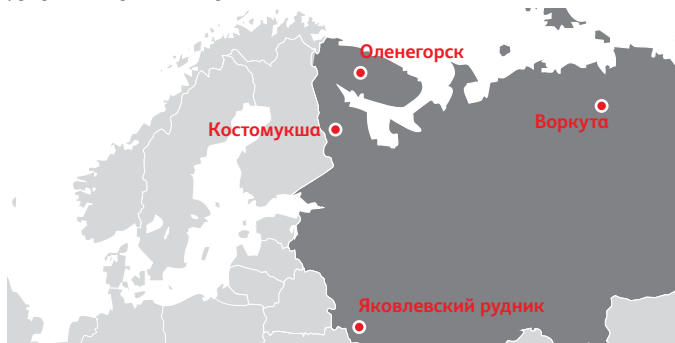 Оленегорск
Воркута
Костомукша
Яковлевский рудник